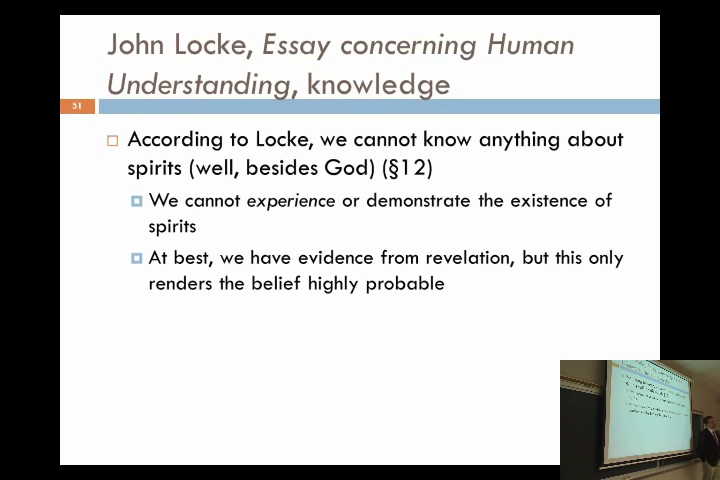 John Locke, Essay concerning Human
Understanding, knowledge
51
According to Locke, we cannot know anything about
spirits (well, besides God) (§12)
We cannot experience or demonstrate the existence of
spirits
At best, we have evidence from revelation, but this only
renders the belief highly probable